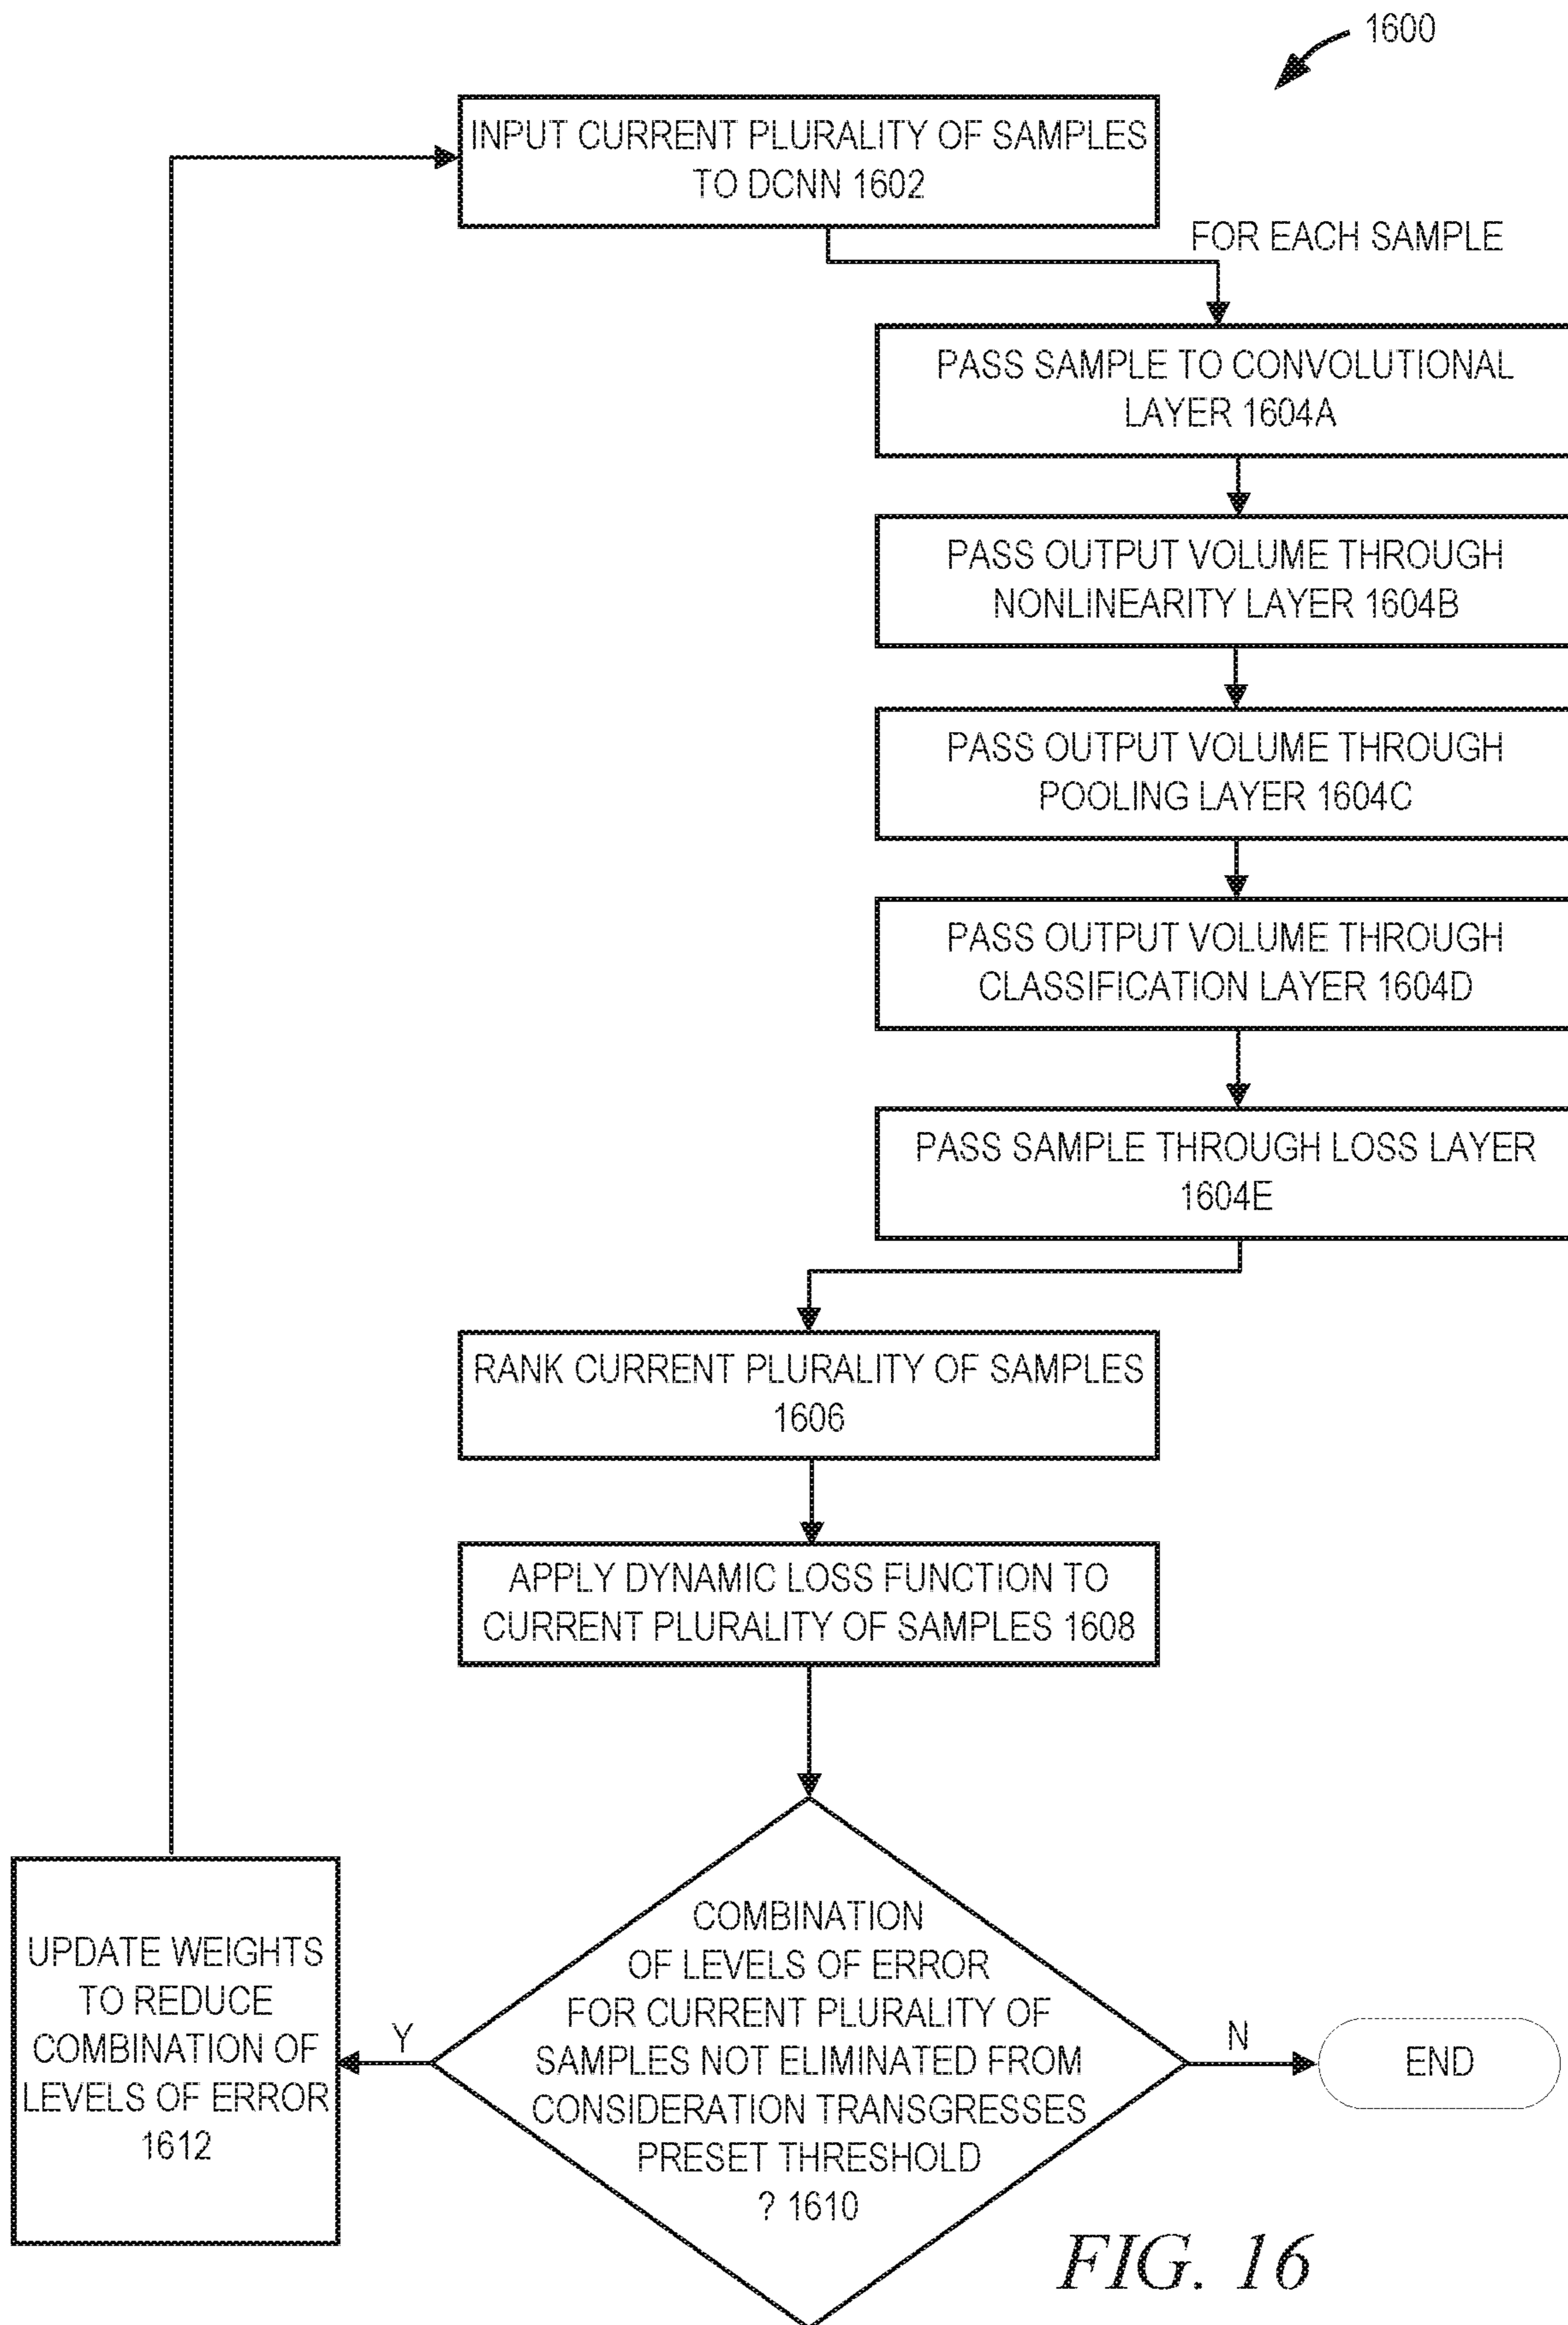 1600
INPUT CURRENT PLURALITY OF SAMPLES
TO DCNN 1602
FOR EACH SAMPLE
PASS SAMPLE TO CONVOLUTIONAL
LAYER 1604A
PASS OUTPUT VOLUME THROUGH
NONLINEARITY LAYER 1604B
PASS OUTPUT VOLUME THROUGH
POOLING LAYER 1604C
PASS OUTPUT VOLUME THROUGH
CLASSIFICATION LAYER 1604D
PASS SAMPLE THROUGH LOSS LAYER
1604E
RANK CURRENT PLURALITY OF SAMPLES
1606
APPLY DYNAMIC LOSS FUNCTION TO
CURRENT PLURALITY OF SAMPLES 1608
COMBINATION
OF LEVELS OF ERROR
FOR CURRENT PLURALITY OF
SAMPLES NOT ELIMINATED FROM
CONSIDERATION TRANSGRESSES
PRESET THRESHOLD
? 1610
Y
UPDATE WEIGHTS
TO REDUCE
COMBINATION OF
LEVELS OF ERROR
1612
N
END
FIG. 16